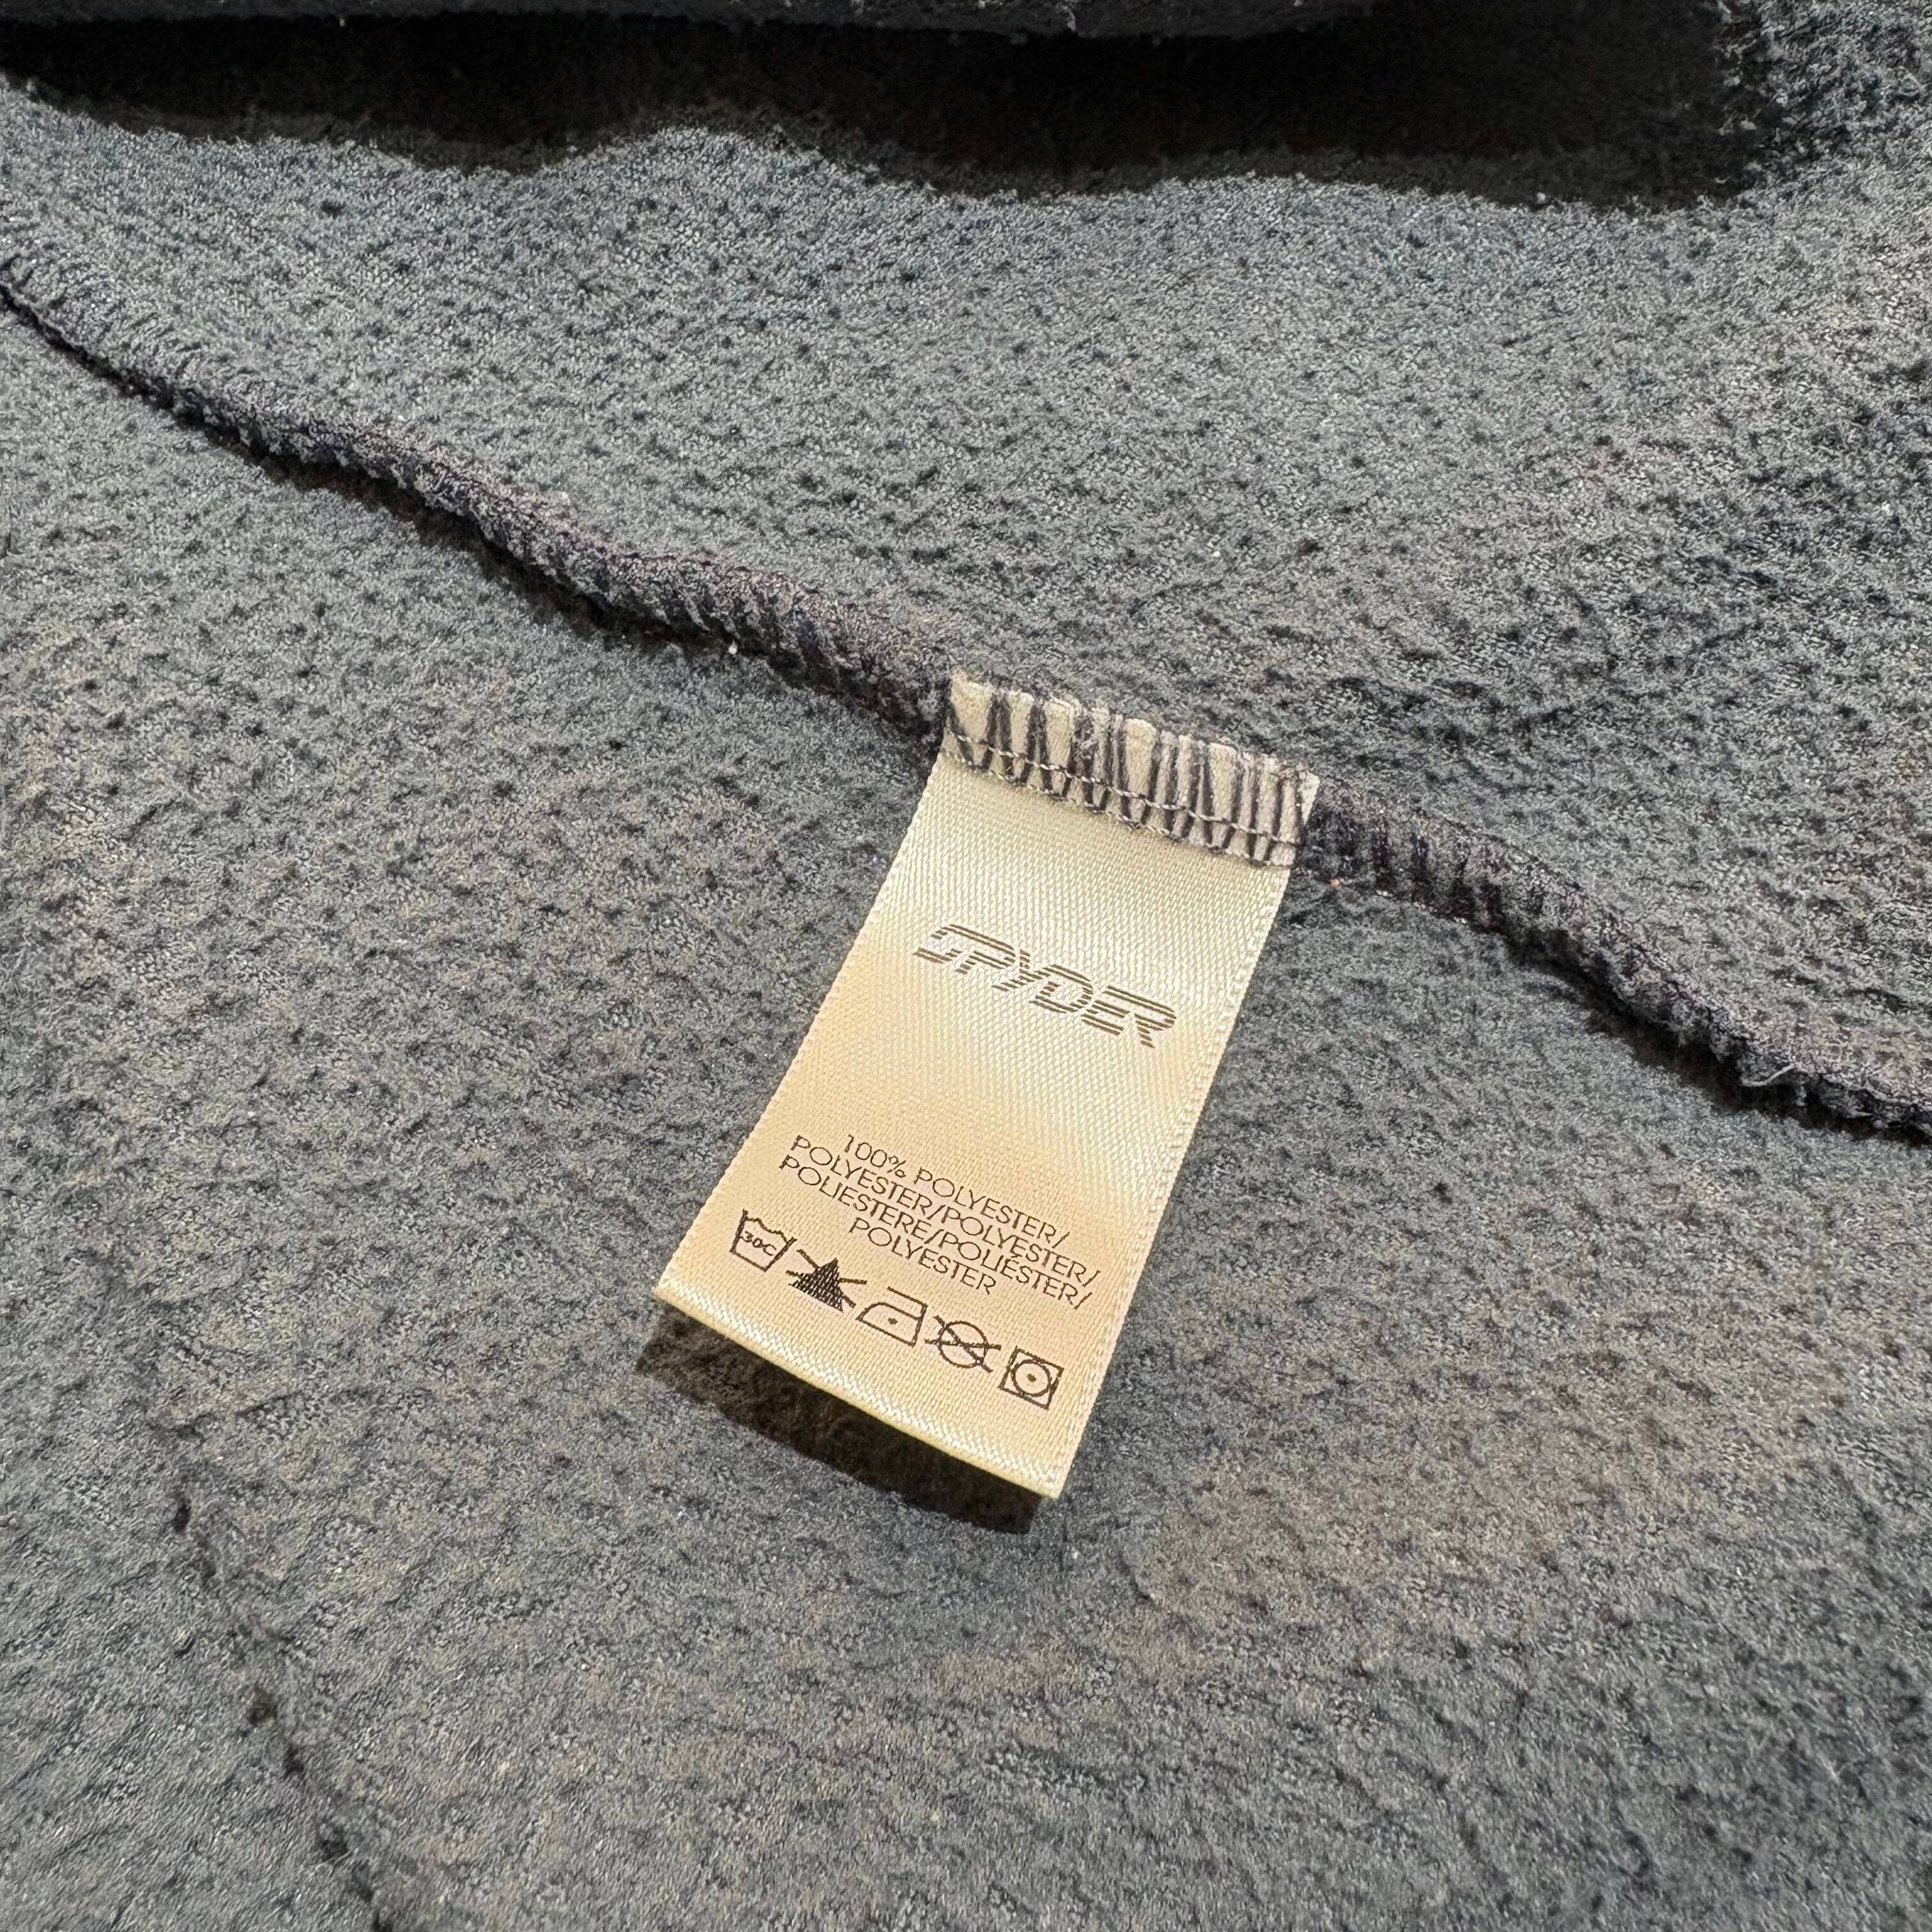 SPYDER
100% POLYESTER/
POLYESTER/POLYESTER/
POLIESTERE/POLIÉSTER/
POLYESTER
30C